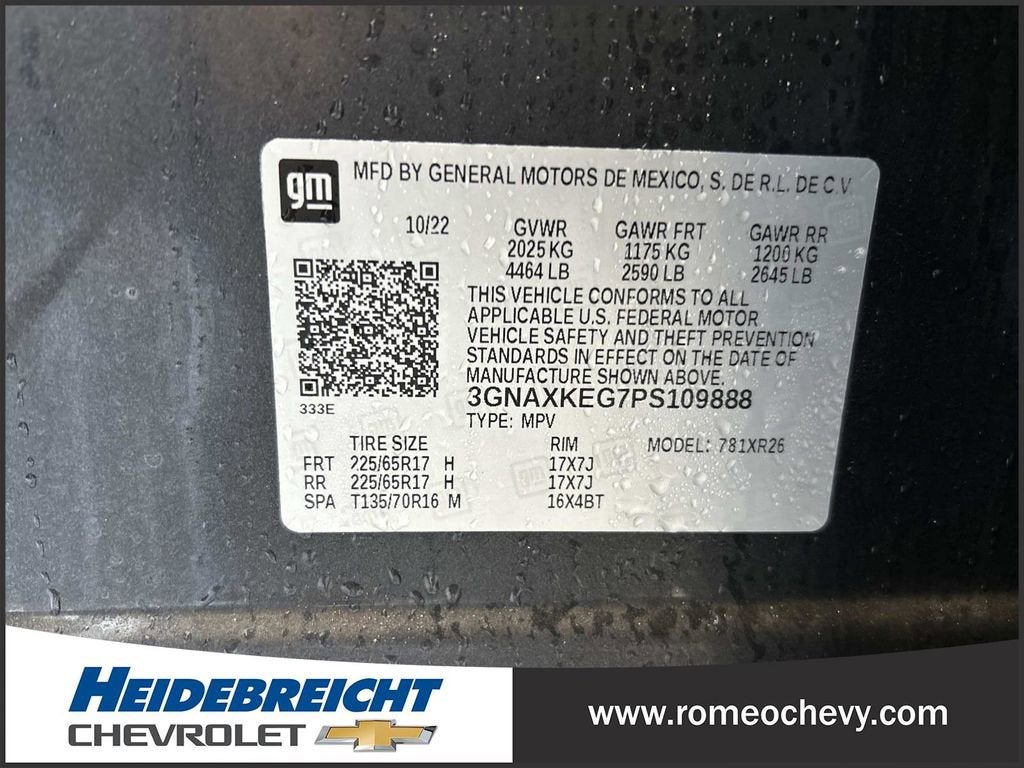 gm
MFD BY GENERAL MOTORS DE MEXICO, S. DE R.L. DE C.V.
10/22 GVWR GAWR FRT GAWR RR
2025 KG 1175 KG 1200 KG
4464 LB 2590 LB 2645 LB
THIS VEHICLE CONFORMS TO ALL
APPLICABLE U.S. FEDERAL MOTOR
VEHICLE SAFETY AND THEFT PREVENTION
STANDARDS IN EFFECT ON THE DATE OF
MANUFACTURE SHOWN ABOVE.
333E
3GNAXKEG7PS109888
TYPE: MPV
TIRE SIZE RIM MODEL: 781XR26
FRT 225/65R17 H 17X7J
RR 225/65R17 H 17X7J
SPA T135/70R16 M 16X4BT
HEIDEBREICHT
CHEVROLET
www.romeochevy.com